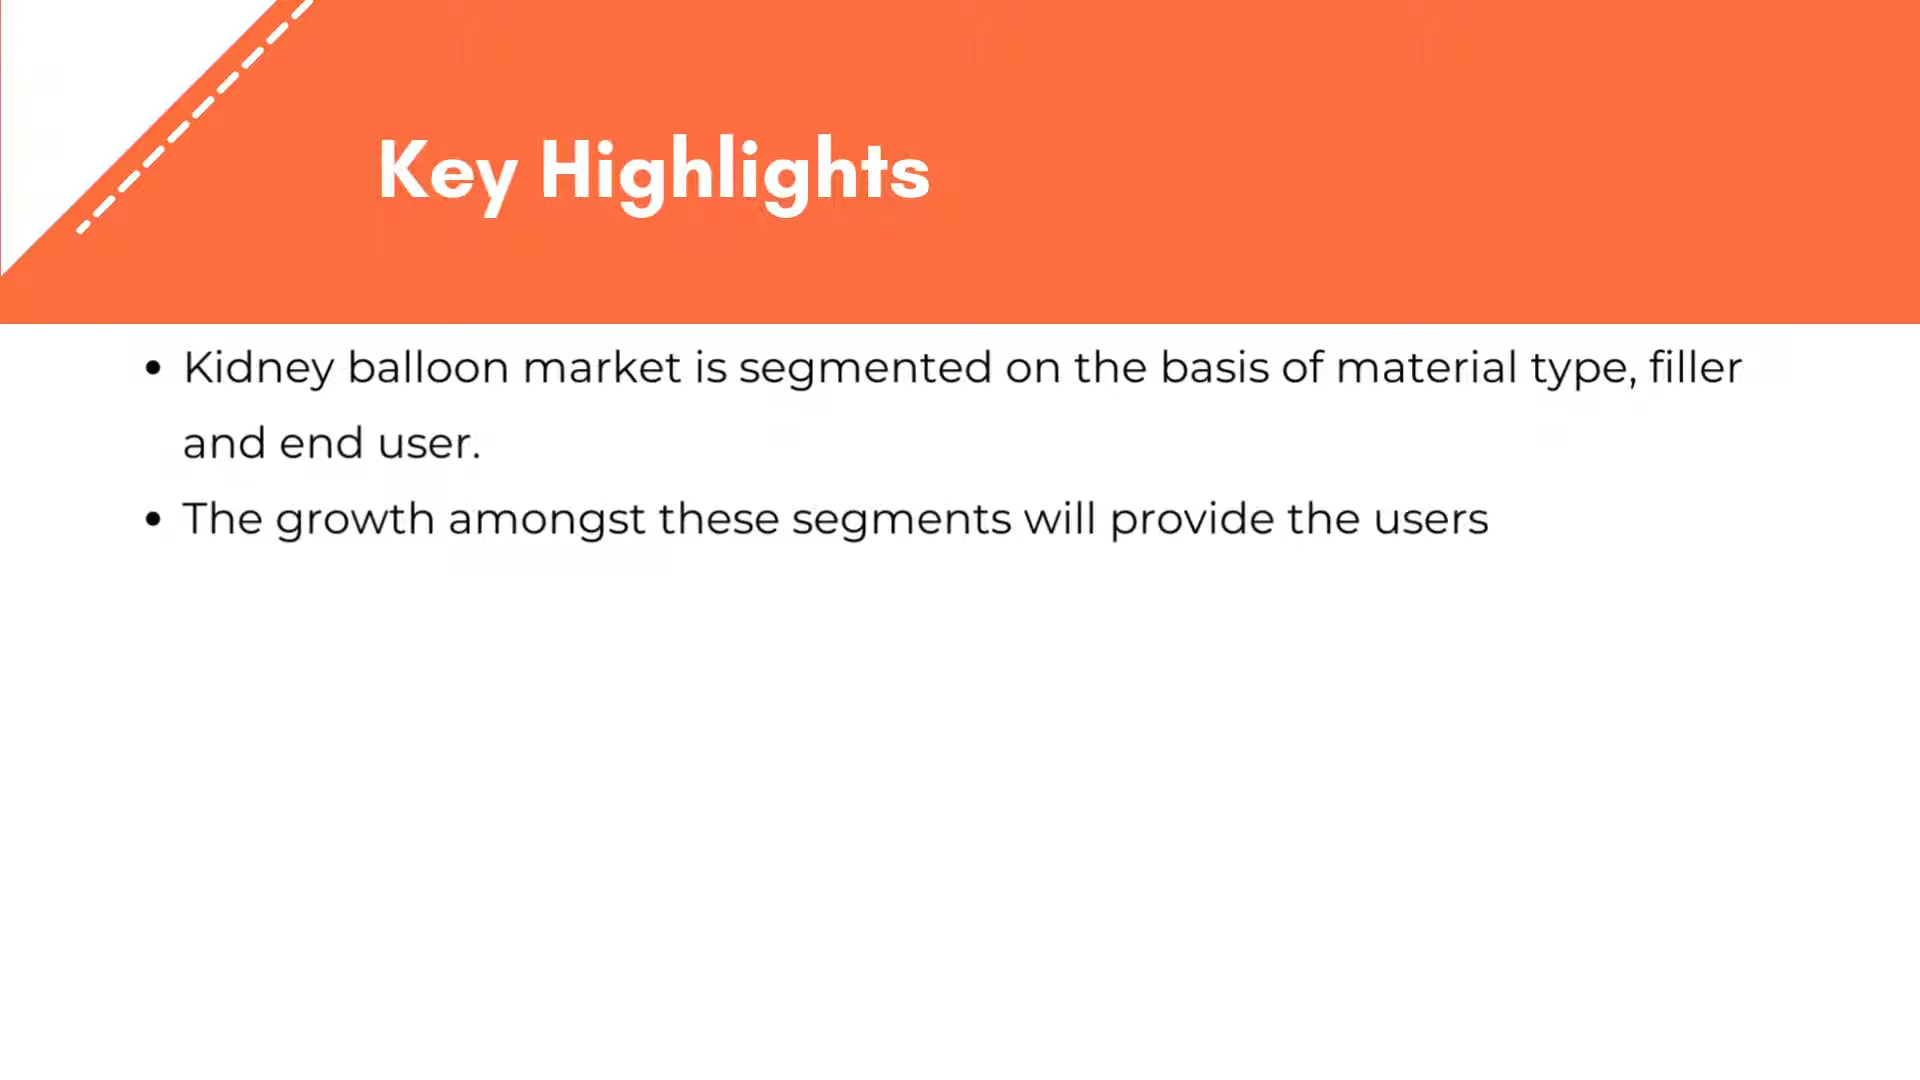 Key Highlights
• Kidney balloon market is segmented on the basis of material type, filler
and end user.
• The growth amongst these segments will provide the users